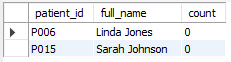 patient_id full_name count
P006 Linda Jones 0
P015 Sarah Johnson 0